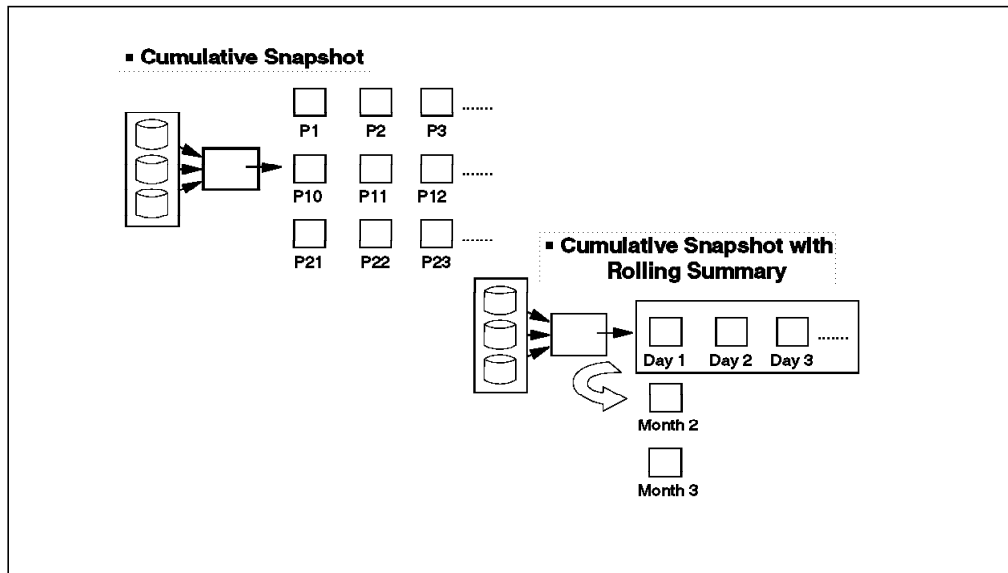 ▪ Cumulative Snapshot
P1 P2 P3 .......
P10 P11 P12 .......
P21 P22 P23 .......
▪ Cumulative Snapshot with
Rolling Summary
Day 1 Day 2 Day 3 .......
Month 2
Month 3